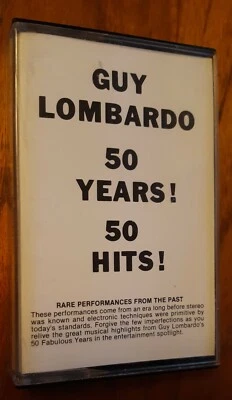 GUY
LOMBARDO
50
YEARS!
50
HITS!
RARE PERFORMANCES FROM THE PAST
These performances come from an era long before stereo
was known and electronic techniques were primitive by
today's standards. Forgive the few imperfections as you
relive the great musical highlights from Guy Lombardo's
50 Fabulous Years in the entertainment spotlight.